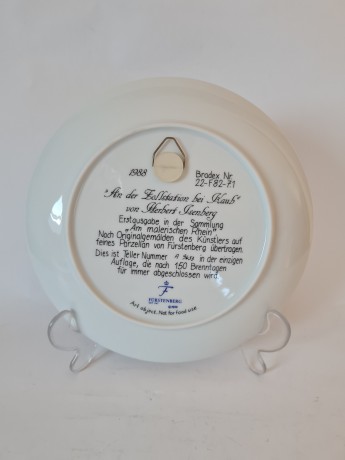 1988
Bradex Nr.
22-F82-7.1
"An der Zollstation bei Kaub"
von Herbert Isenberg
Erstausgabe in der Sammlung
„Am malerischen Rhein"
Nach Originalgemälden des Künstlers auf
feines Porzellan von Fürstenberg übertragen.
Dies ist Teller Nummer in der einzigen
Auflage, die nach 150 Brenntagen
für immer abgeschlossen wird.
FÜRSTENBERG
Art object. Not for food use.